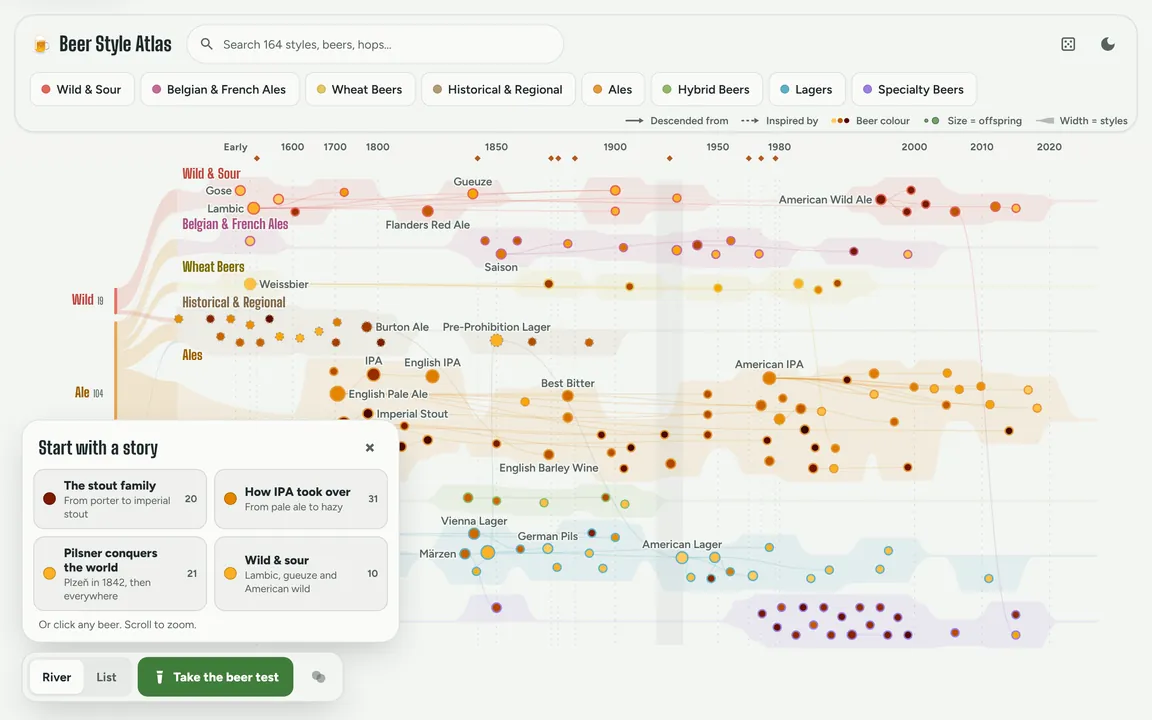 Beer Style Atlas
Search 164 styles, beers, hops...
Wild & Sour
Belgian & French Ales
Wheat Beers
Historical & Regional
Ales
Hybrid Beers
Lagers
Specialty Beers
Descended from
Inspired by
Beer colour
Size = offspring
Width = styles
Early
1600
1700
1800
1850
1900
1950
1980
2000
2010
2020
Wild & Sour
Gose
Gueuze
Lambic
American Wild Ale
Flanders Red Ale
Belgian & French Ales
Saison
Wheat Beers
Weissbier
Wild 19
Historical & Regional
Burton Ale
Pre-Prohibition Lager
Ales
IPA
English IPA
American IPA
Best Bitter
Ale 104
English Pale Ale
Imperial Stout
English Barley Wine
Vienna Lager
German Pils
American Lager
Märzen
Start with a story
×
The stout family
From porter to imperial
stout
20
How IPA took over
From pale ale to hazy
31
Pilsner conquers
the world
Plzeň in 1842, then
everywhere
21
Wild & sour
Lambic, gueuze and
American wild
10
Or click any beer. Scroll to zoom.
River
List
Take the beer test